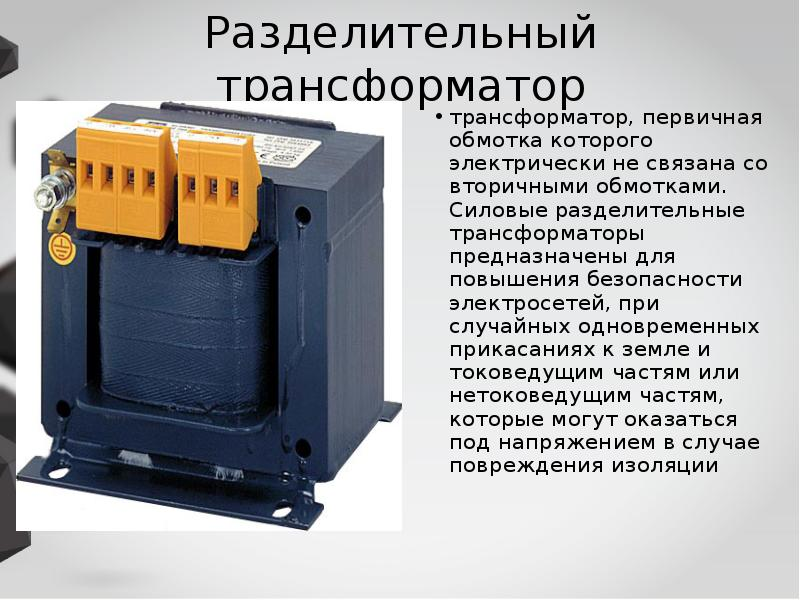 Разделительный
трансформатор
• трансформатор, первичная
обмотка которого
электрически не связана со
вторичными обмотками.
Силовые разделительные
трансформаторы
предназначены для
повышения безопасности
электросетей, при
случайных одновременных
прикасаниях к земле и
токоведущим частям или
нетоковедущим частям,
которые могут оказаться
под напряжением в случае
повреждения изоляции